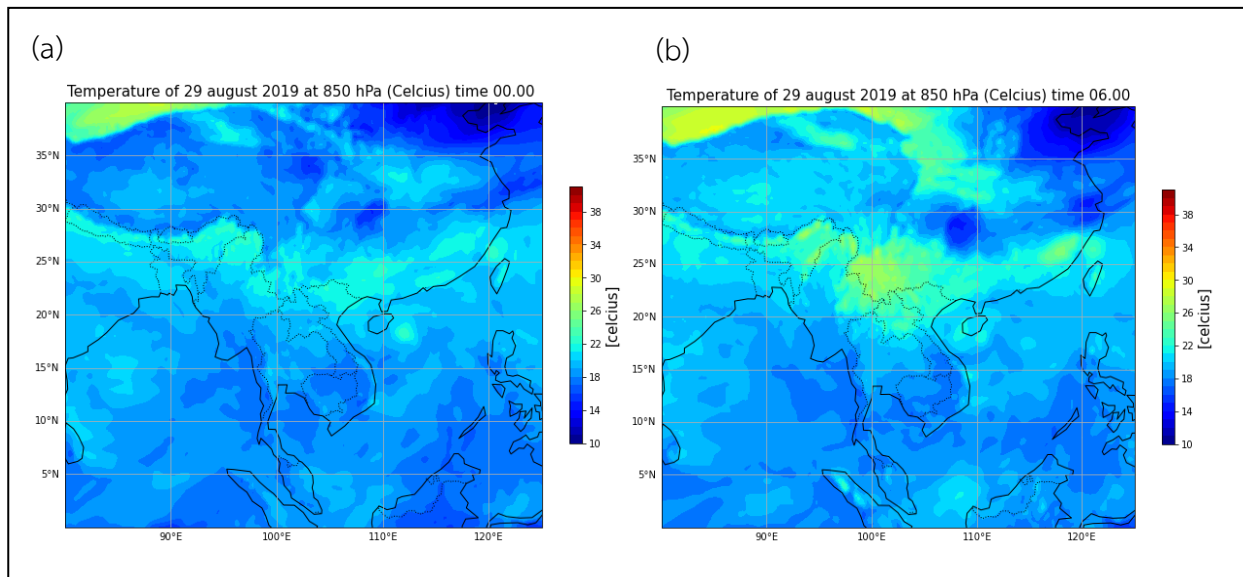 (a)
Temperature of 29 august 2019 at 850 hPa (Celcius) time 00.00
35°N
30°N
25°N
20°N
15°N
10°N
5°N
90°E
100°E
110°E
120°E
38
34
30
26
22
18
14
10
[celcius]
(b)
Temperature of 29 august 2019 at 850 hPa (Celcius) time 06.00
35°N
30°N
25°N
20°N
15°N
10°N
5°N
90°E
100°E
110°E
120°E
38
34
30
26
22
18
14
10
[celcius]